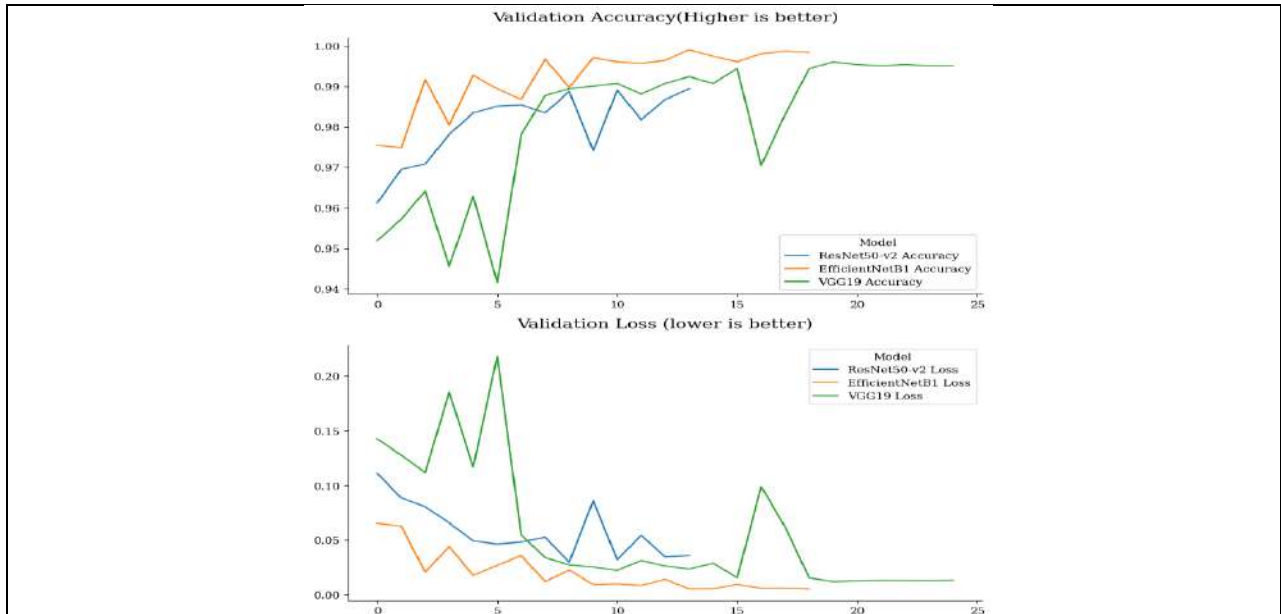 Validation Accuracy(Higher is better)
1.00
0.99
0.98
0.97
0.96
0.95
0.94
Model
ResNet50-v2 Accuracy
EfficientNetB1 Accuracy
VGG19 Accuracy
0 5 10 15 20 25
Validation Loss (lower is better)
0.20
0.15
0.10
0.05
0.00
Model
ResNet50-v2 Loss
EfficientNetB1 Loss
VGG19 Loss
0 5 10 15 20 25